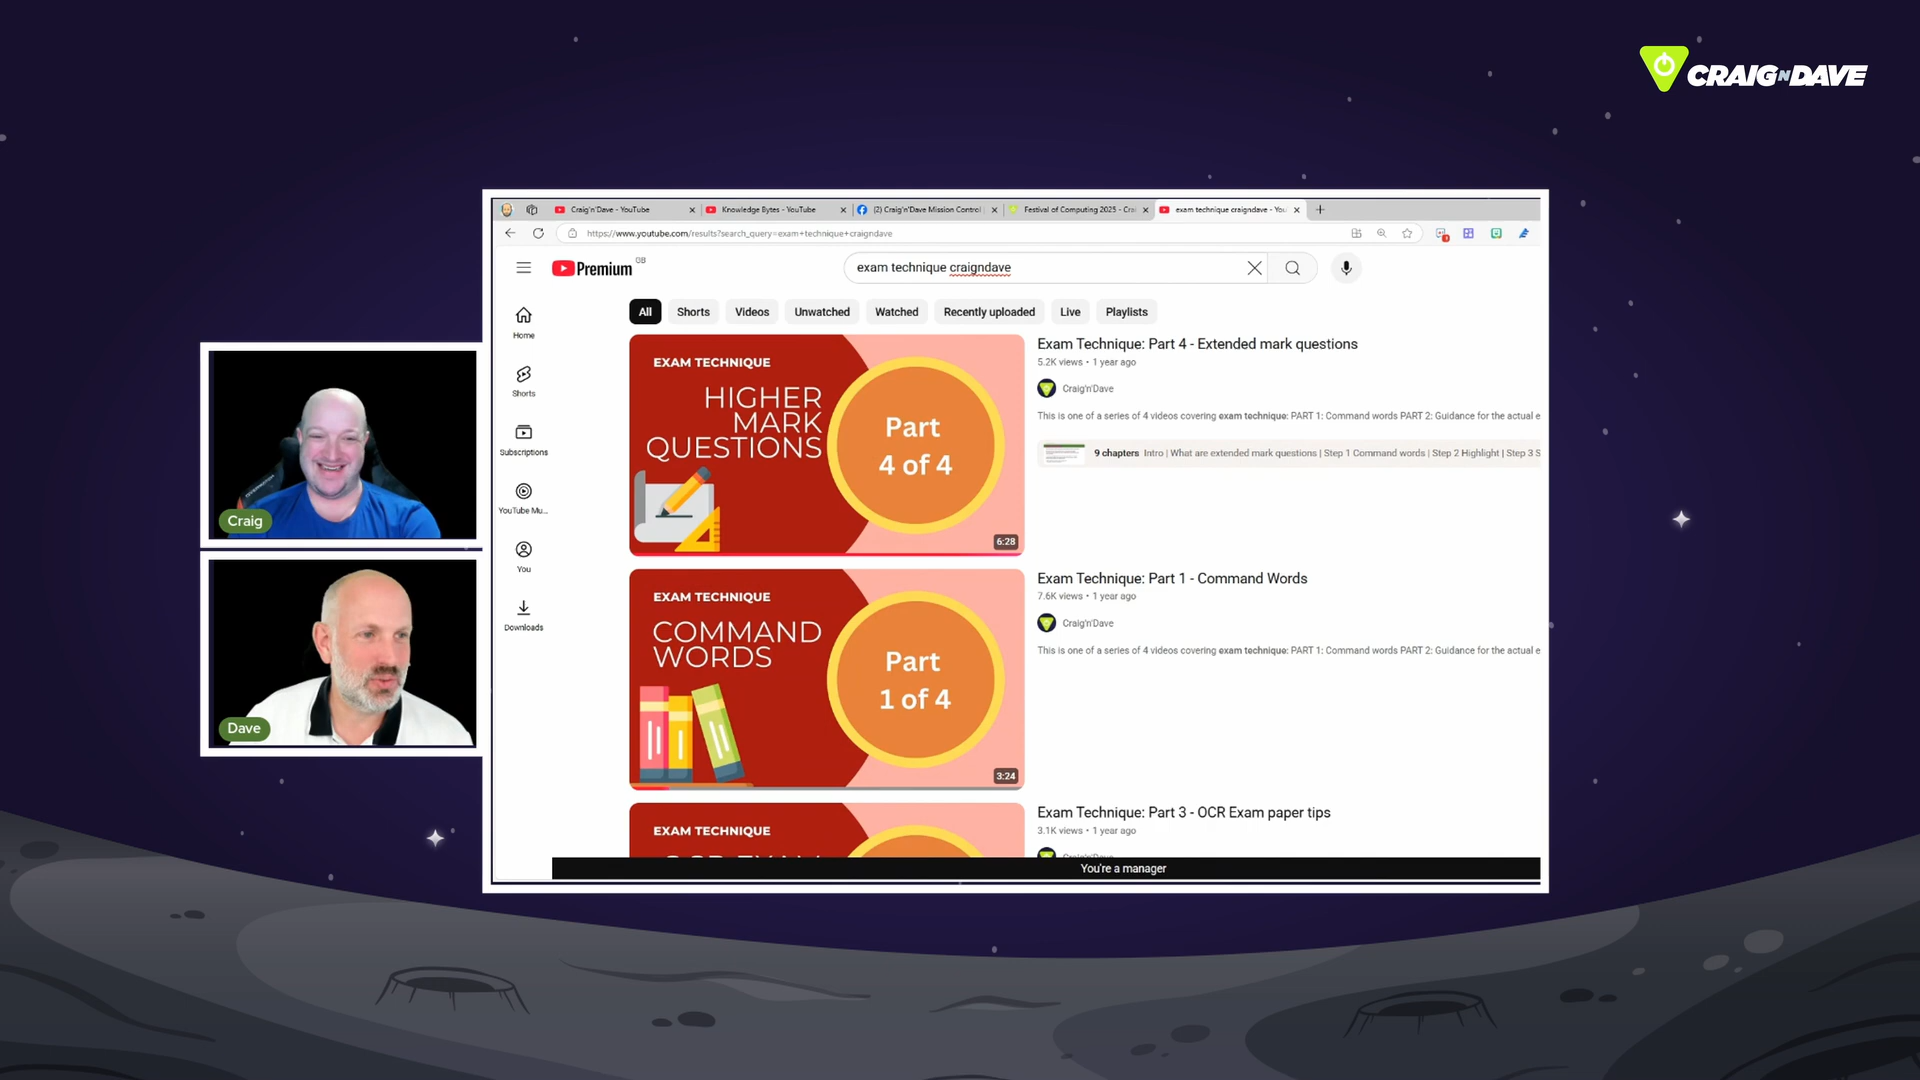 CRAIGNDAVE
Craig'n'Dave - YouTube
Knowledge Bytes - YouTube
(2) Craig'n'Dave Mission Control
Festival of Computing 2025 - Crai
exam technique craigndave - You
https://www.youtube.com/results?search_query=exam+technique+craigndave
Premium GB
exam technique craigndave
All
Shorts
Videos
Unwatched
Watched
Recently uploaded
Live
Playlists
Home
Shorts
Subscriptions
YouTube Mu...
You
Downloads
EXAM TECHNIQUE
HIGHER
MARK
QUESTIONS
Part
4 of 4
6:28
Exam Technique: Part 4 - Extended mark questions
5.2K views • 1 year ago
Craig'n'Dave
This is one of a series of 4 videos covering exam technique: PART 1: Command words PART 2: Guidance for the actual e
9 chapters Intro | What are extended mark questions | Step 1 Command words | Step 2 Highlight | Step 3 S
Craig
Dave
EXAM TECHNIQUE
COMMAND
WORDS
Part
1 of 4
3:24
Exam Technique: Part 1 - Command Words
7.6K views • 1 year ago
Craig'n'Dave
This is one of a series of 4 videos covering exam technique: PART 1: Command words PART 2: Guidance for the actual e
EXAM TECHNIQUE
Exam Technique: Part 3 - OCR Exam paper tips
3.1K views • 1 year ago
You're a manager